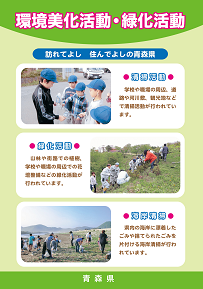 環境美化活動・緑化活動
訪れてよし 住んでよしの青森県
●清掃活動●
学校や職場の周辺、道
路や河川敷、観光地など
で清掃活動が行われてい
ます。
●緑化活動●
山林や街路での植樹、
学校や職場の周辺での花
壇整備などの緑化活動が
行われています。
●海岸清掃●
県内の海岸に漂着した
ごみや捨てられたごみを
片付ける海岸清掃が行わ
れています。
青森県